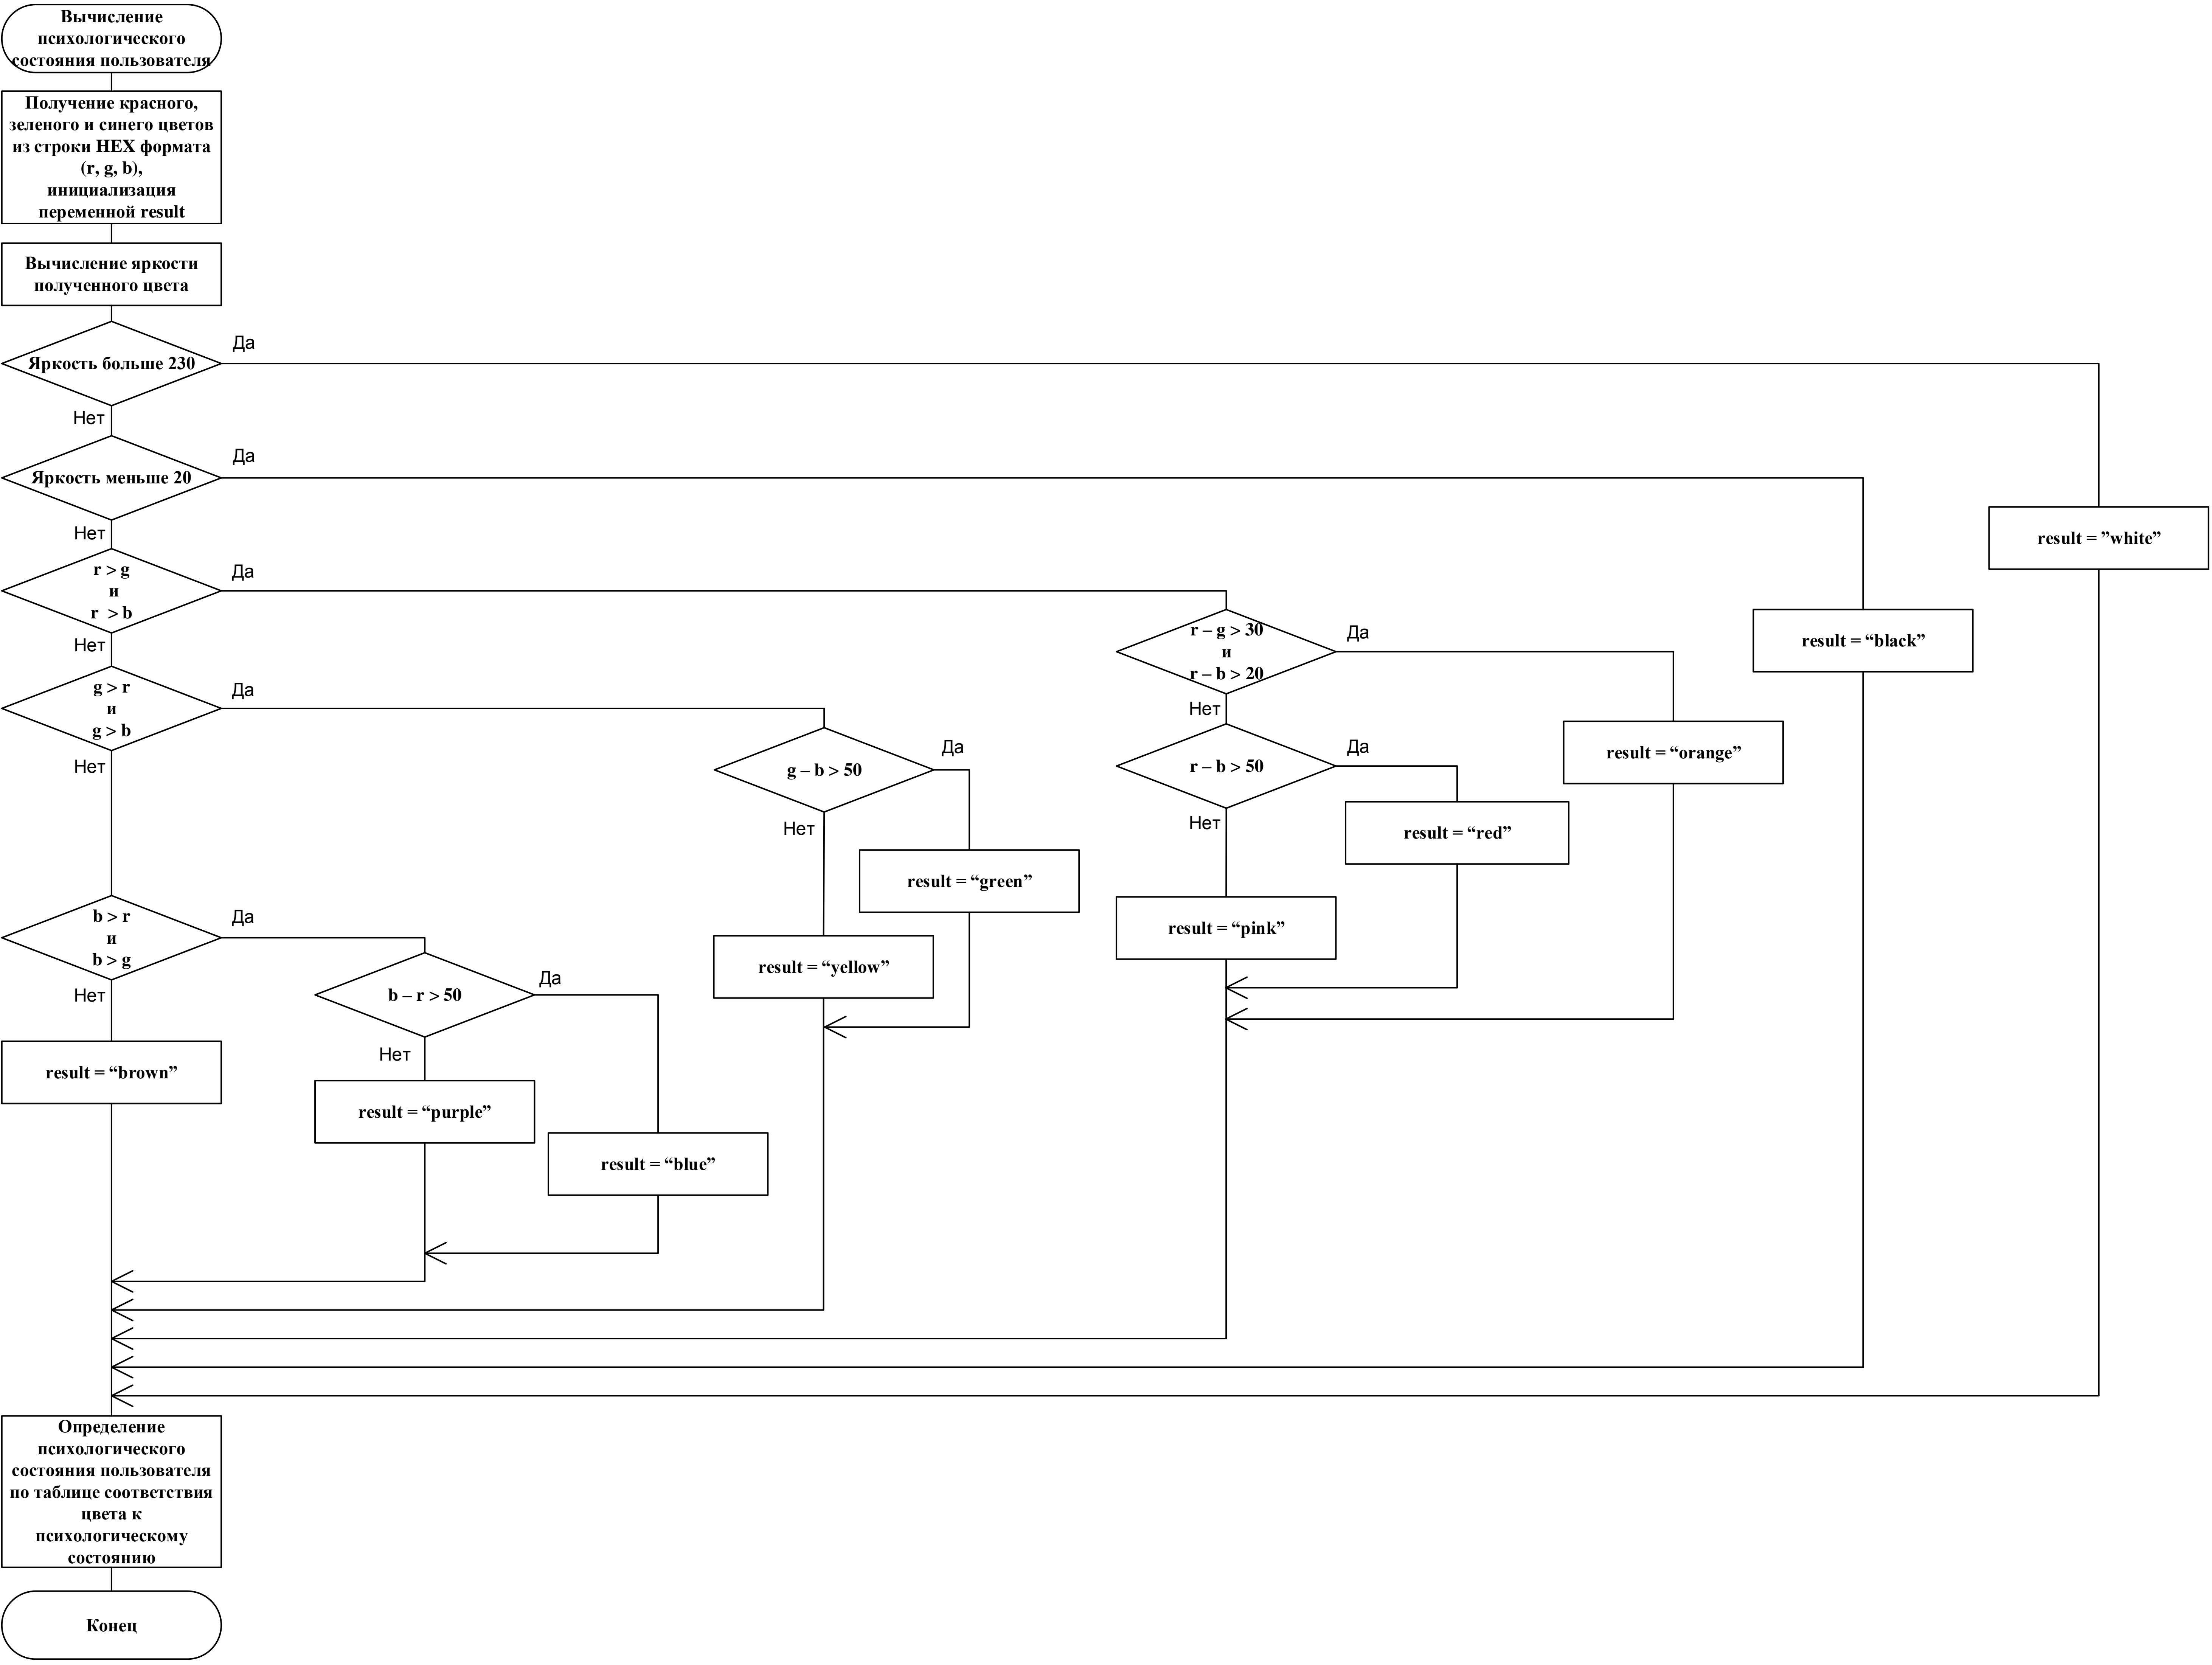 Вычисление
психологического
состояния пользователя
Получение красного,
зеленого и синего цветов
из строки HEX формата
(r, g, b),
инициализация
переменной result
Вычисление яркости
полученного цвета
Яркость больше 230
Да
Нет
Яркость меньше 20
Да
Нет
result = ”white”
r > g
и
r  > b
Да
Нет
r – g > 30
и
r – b > 20
Да
Нет
result = “black”
g > r
и
g > b
Да
Нет
g – b > 50
Да
Нет
r – b > 50
Да
Нет
result = “orange”
result = “red”
result = “green”
result = “pink”
result = “yellow”
b > r
и
b > g
Да
Нет
b – r > 50
Да
Нет
result = “brown”
result = “purple”
result = “blue”
Определение
психологического
состояния пользователя
по таблице соответствия
цвета к
психологическому
состоянию
Конец